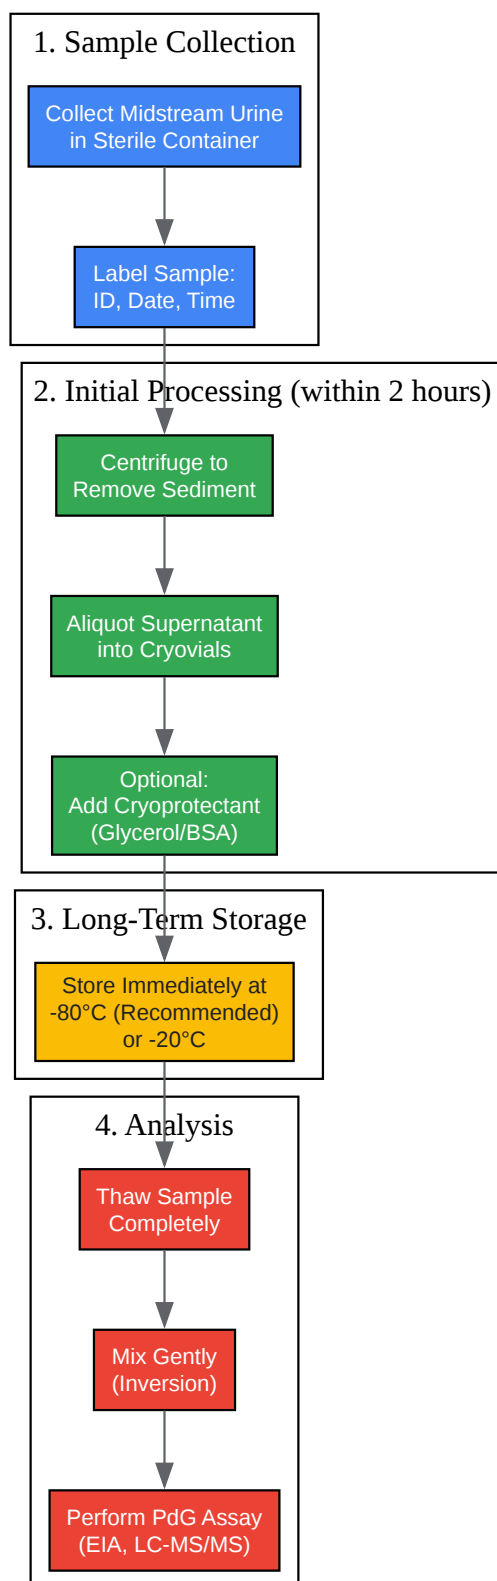 1. Sample Collection
Collect Midstream Urine
in Sterile Container
Label Sample:
ID, Date, Time
2. Initial Processing (within 2 hours)
Centrifuge to
Remove Sediment
Aliquot Supernatant
into Cryovials
Optional:
Add Cryoprotectant
(Glycerol/BSA)
3. Long-Term Storage
Store Immediately at
-80°C (Recommended)
or -20°C
4. Analysis
Thaw Sample
Completely
Mix Gently
(Inversion)
Perform PdG Assay
(EIA, LC-MS/MS)